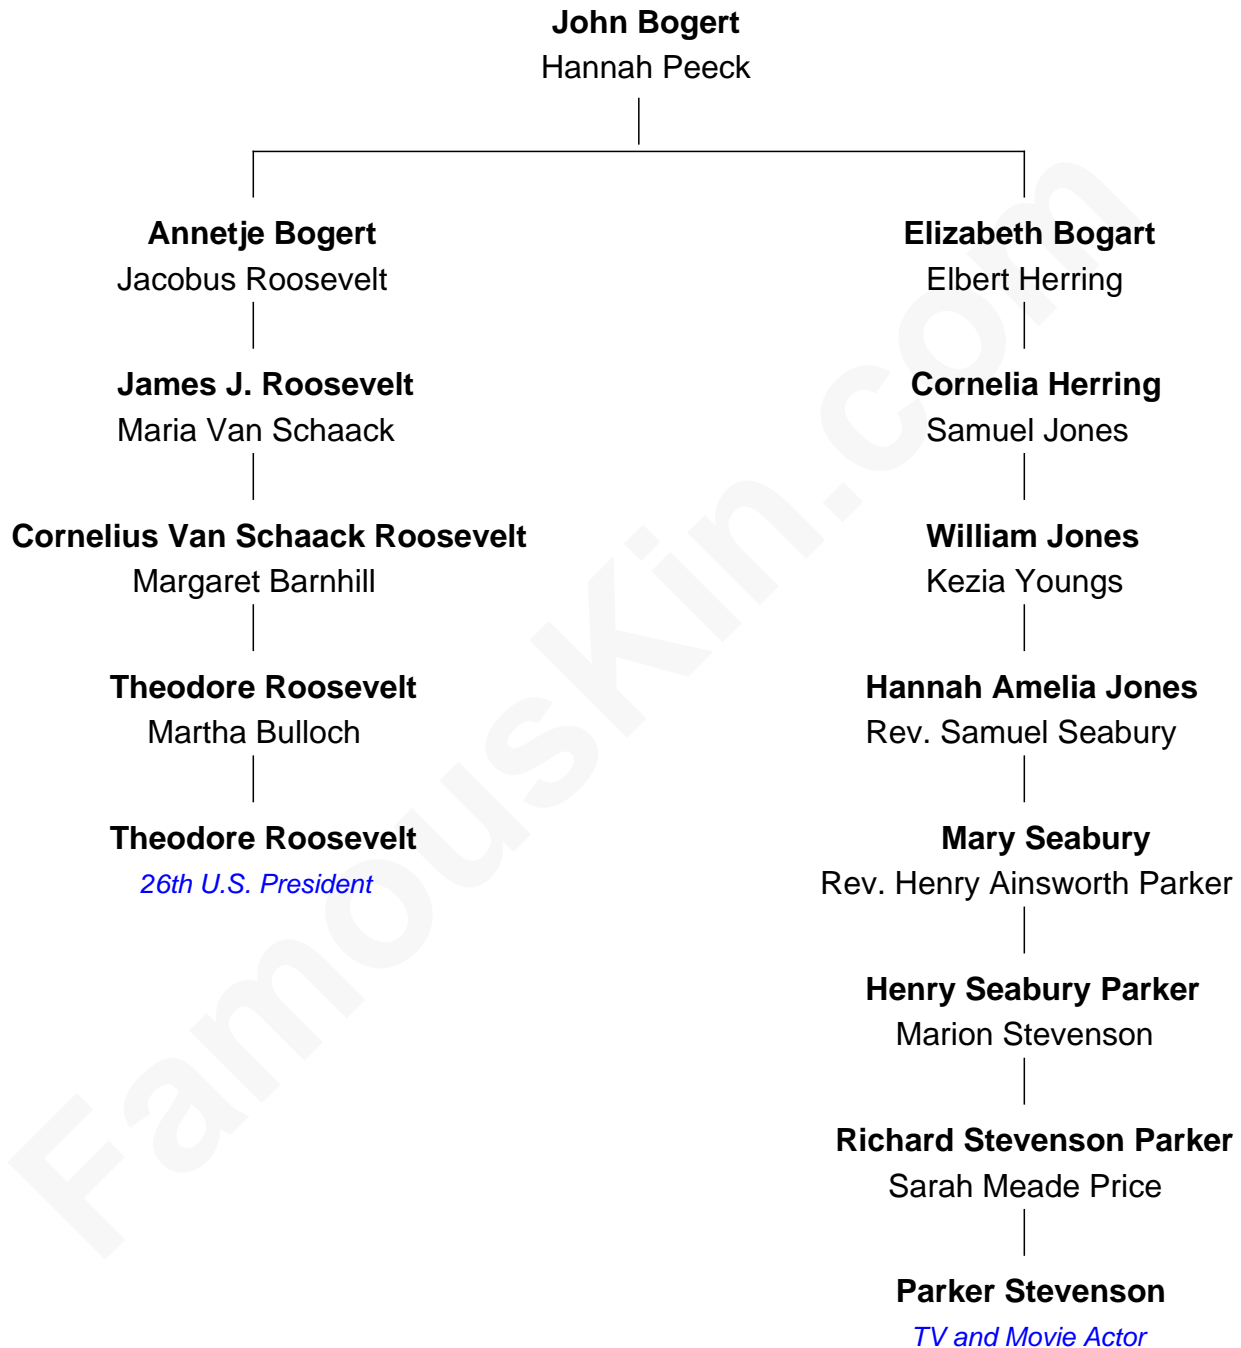 John Bogert
Hannah Peeck
Annetje Bogert
Jacobus Roosevelt
Elizabeth Bogart
Elbert Herring
James J. Roosevelt
Maria Van Schaack
Cornelia Herring
Samuel Jones
Cornelius Van Schaack Roosevelt
Margaret Barnhill
William Jones
Kezia Youngs
Theodore Roosevelt
Martha Bulloch
Hannah Amelia Jones
Rev. Samuel Seabury
Theodore Roosevelt
26th U.S. President
Mary Seabury
Rev. Henry Ainsworth Parker
Henry Seabury Parker
Marion Stevenson
Richard Stevenson Parker
Sarah Meade Price
Parker Stevenson
TV and Movie Actor
FamousKin.com